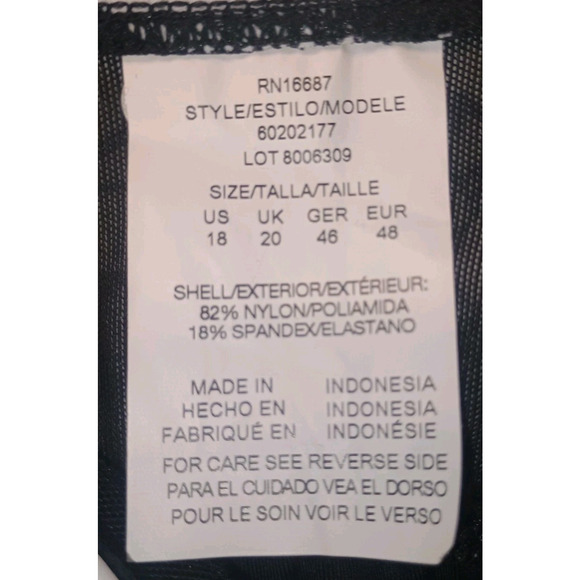 RN16687
STYLE/ESTILO/MODELE
60202177
LOT 8006309
SIZE/TALLA/TAILLE
US UK GER EUR
18 20 46 48
SHELL/EXTERIOR/EXTÉRIEUR:
82% NYLON/POLIAMIDA
18% SPANDEX/ELASTANO
MADE IN INDONESIA
HECHO EN INDONESIA
FABRIQUÉ EN INDONÉSIE
FOR CARE SEE REVERSE SIDE
PARA EL CUIDADO VEA EL DORSO
POUR LE SOIN VOIR LE VERSO